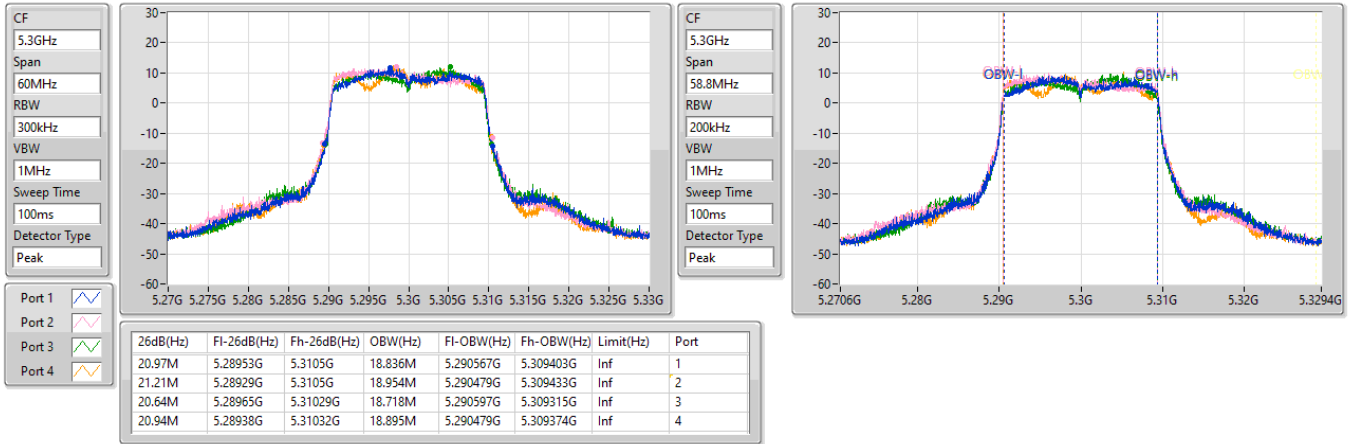 CF
5.3GHz
Span
60MHz
RBW
300kHz
VBW
1MHz
Sweep Time
100ms
Detector Type
Peak
30
20
10
0
-10
-20
-30
-40
-50
-60
5.27G 5.275G 5.28G 5.285G 5.29G 5.295G 5.3G 5.305G 5.31G 5.315G 5.32G 5.325G 5.33G
CF
5.3GHz
Span
58.8MHz
RBW
200kHz
VBW
1MHz
Sweep Time
100ms
Detector Type
Peak
30
20
10
0
-10
-20
-30
-40
-50
-60
OBW-l OBW-h
5.2706G 5.28G 5.29G 5.3G 5.31G 5.32G 5.3294G
Port 1
Port 2
Port 3
Port 4
26dB(Hz) Fl-26dB(Hz) Fh-26dB(Hz) OBW(Hz) Fl-OBW(Hz) Fh-OBW(Hz) Limit(Hz) Port
20.97M 5.28953G 5.3105G 18.836M 5.290567G 5.309403G Inf 1
21.21M 5.28929G 5.3105G 18.954M 5.290479G 5.309433G Inf 2
20.64M 5.28965G 5.31029G 18.718M 5.290597G 5.309315G Inf 3
20.94M 5.28938G 5.31032G 18.895M 5.290479G 5.309374G Inf 4